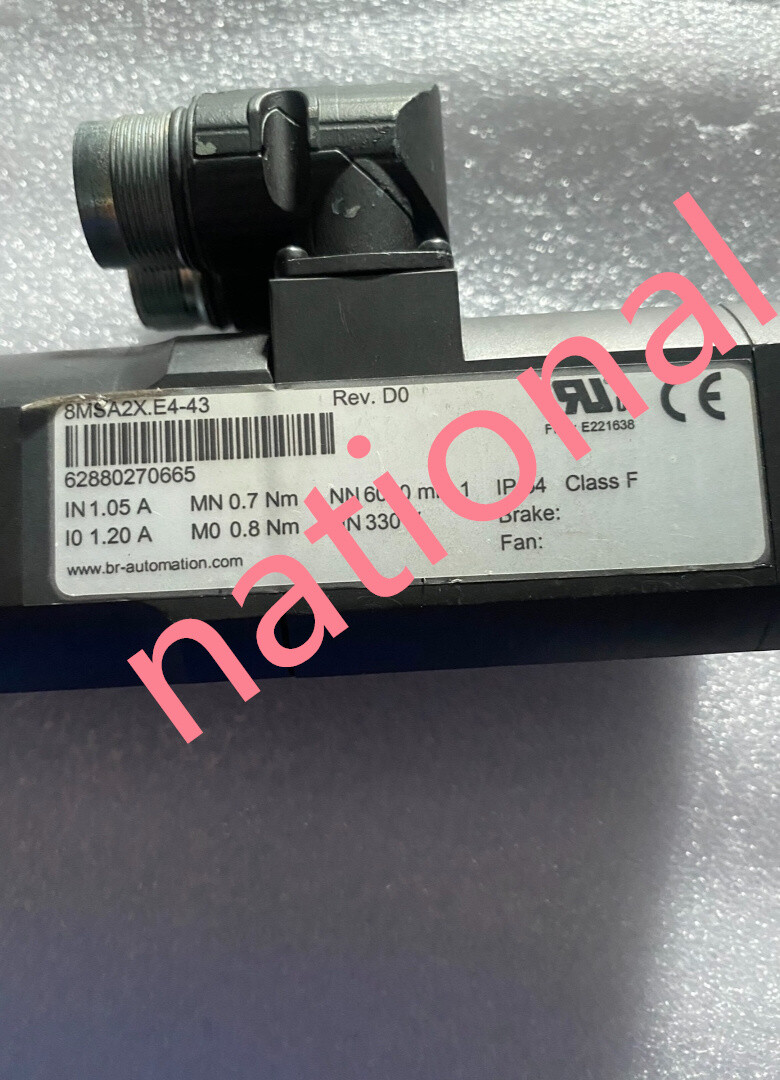 8MSA2X.E4-43 Rev. D0
62880270665
E221638
IN 1.05 A MN 0.7 Nm
Class F
I0 1.20 A M0 0.8 Nm 330
Brake:
www.br-automation.com
Fan:
national